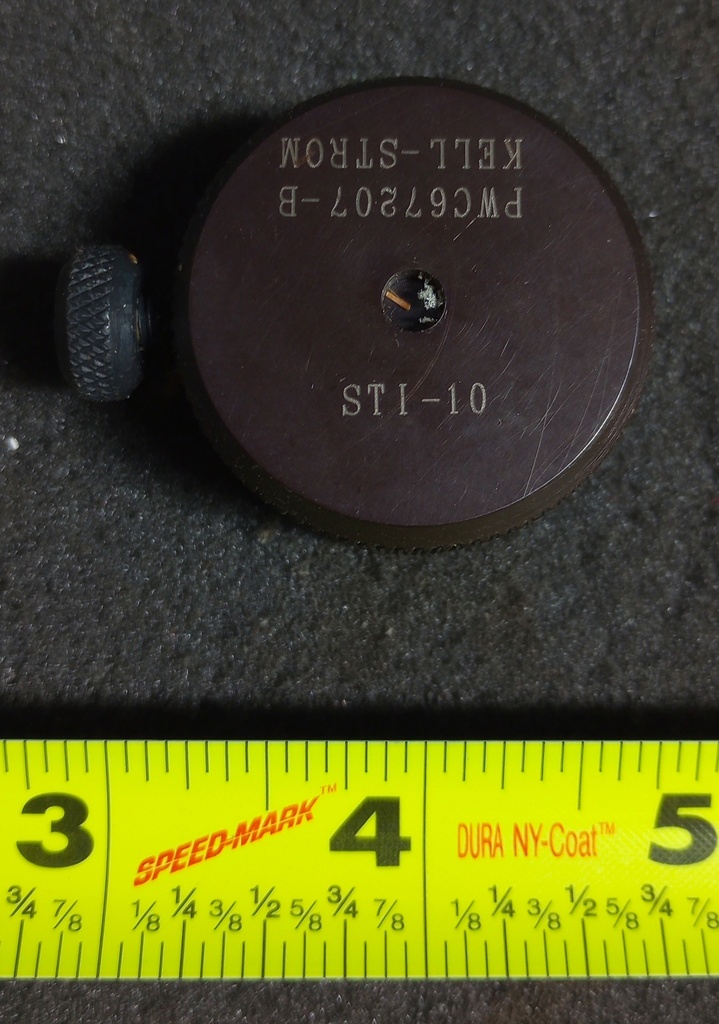 01-ITS
PWC67207-B
KELL-STROM
3 SPEED-MARK™ 4 DURA NY-Coat™ 5
3/4 7/8 1/8 1/4 3/8 1/2 5/8 3/4 7/8 1/8 1/4 3/8 1/2 5/8 3/4 7/8